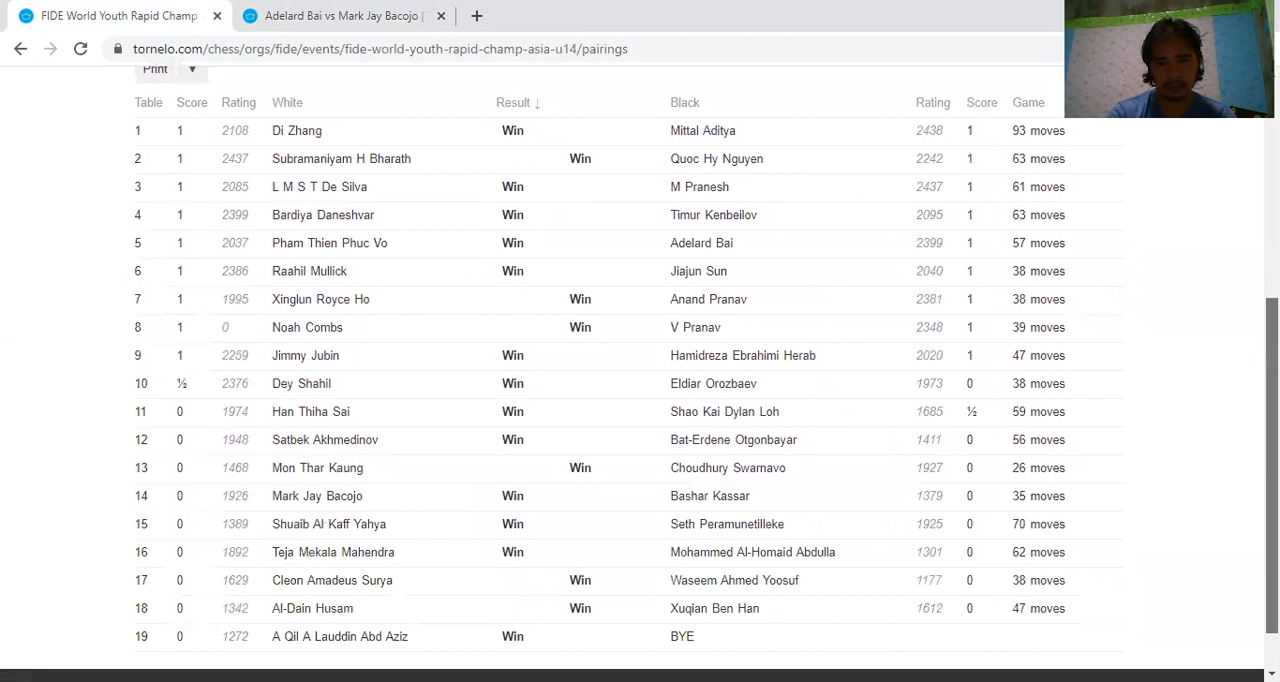 FIDE World Youth Rapid Champ
Adelard Bai vs Mark Jay Bacojo |
tornelo.com/chess/orgs/fide/events/fide-world-youth-rapid-champ-asia-u14/pairings
Print
Table Score Rating White Result ↓ Black Rating Score Game
1 1 2108 Di Zhang Win Mittal Aditya 2438 1 93 moves
2 1 2437 Subramaniyam H Bharath Win Quoc Hy Nguyen 2242 1 63 moves
3 1 2085 L M S T De Silva Win M Pranesh 2437 1 61 moves
4 1 2399 Bardiya Daneshvar Win Timur Kenbeilov 2095 1 63 moves
5 1 2037 Pham Thien Phuc Vo Win Adelard Bai 2399 1 57 moves
6 1 2386 Raahil Mullick Win Jiajun Sun 2040 1 38 moves
7 1 1995 Xinglun Royce Ho Win Anand Pranav 2381 1 38 moves
8 1 0 Noah Combs Win V Pranav 2348 1 39 moves
9 1 2259 Jimmy Jubin Win Hamidreza Ebrahimi Herab 2020 1 47 moves
10 ½ 2376 Dey Shahil Win Eldiar Orozbaev 1973 0 38 moves
11 0 1974 Han Thiha Sai Win Shao Kai Dylan Loh 1685 ½ 59 moves
12 0 1948 Satbek Akhmedinov Win Bat-Erdene Otgonbayar 1411 0 56 moves
13 0 1468 Mon Thar Kaung Win Choudhury Swarnavo 1927 0 26 moves
14 0 1926 Mark Jay Bacojo Win Bashar Kassar 1379 0 35 moves
15 0 1389 Shuaib Al Kaff Yahya Win Seth Peramunetilleke 1925 0 70 moves
16 0 1892 Teja Mekala Mahendra Win Mohammed Al-Homaid Abdulla 1301 0 62 moves
17 0 1629 Cleon Amadeus Surya Win Waseem Ahmed Yoosuf 1177 0 38 moves
18 0 1342 Al-Dain Husam Win Xuqian Ben Han 1612 0 47 moves
19 0 1272 A Qil A Lauddin Abd Aziz Win BYE